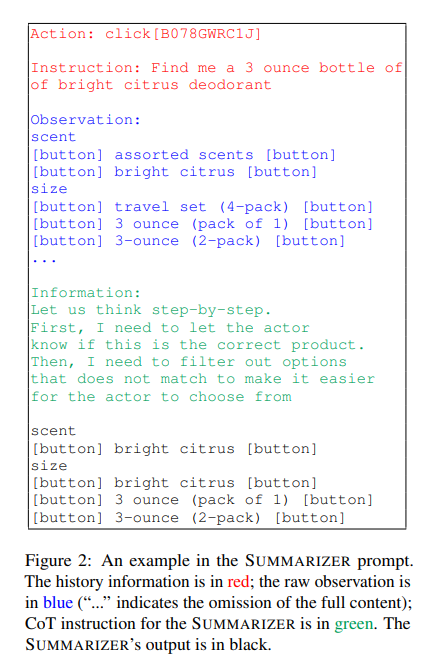 Action: click[B078GWRC1J]
Instruction: Find me a 3 ounce bottle of
of bright citrus deodorant
Observation:
scent
[button] assorted scents [button]
[button] bright citrus [button]
size
[button] travel set (4-pack) [button]
[button] 3 ounce (pack of 1) [button]
[button] 3-ounce (2-pack) [button]
...
Information:
Let us think step-by-step.
First, I need to let the actor
know if this is the correct product.
Then, I need to filter out options
that does not match to make it easier
for the actor to choose from
scent
[button] bright citrus [button]
size
[button] bright citrus [button]
[button] 3 ounce (pack of 1) [button]
[button] 3-ounce (2-pack) [button]
Figure 2: An example in the SUMMARIZER prompt.
The history information is in red; the raw observation is
in blue (“...” indicates the omission of the full content);
CoT instruction for the SUMMARIZER is in green. The
SUMMARIZER’s output is in black.